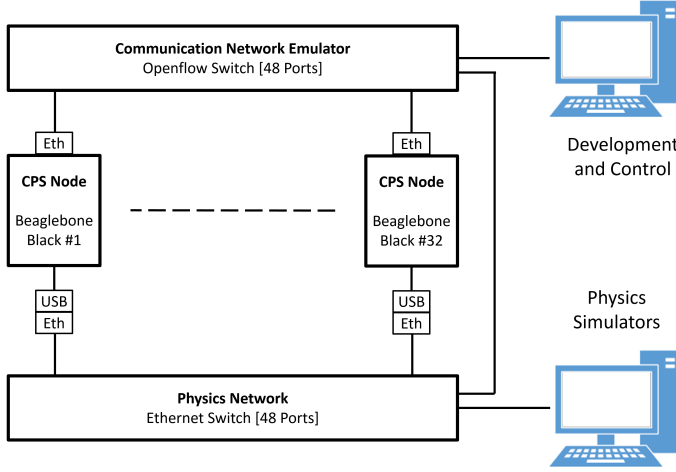 Communication Network Emulator
Openflow Switch [48 Ports]
Development
and Control
Eth
Eth
CPS Node
Beaglebone
Black #1
CPS Node
Beaglebone
Black #32
USB
Eth
USB
Eth
Physics
Simulators
Physics Network
Ethernet Switch [48 Ports]